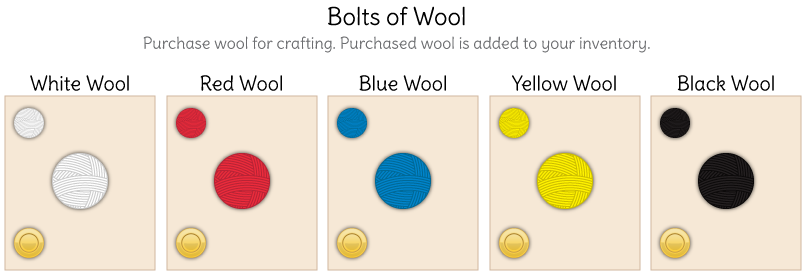 Bolts of Wool
Purchase wool for crafting. Purchased wool is added to your inventory.
White Wool
Red Wool
Blue Wool
Yellow Wool
Black Wool